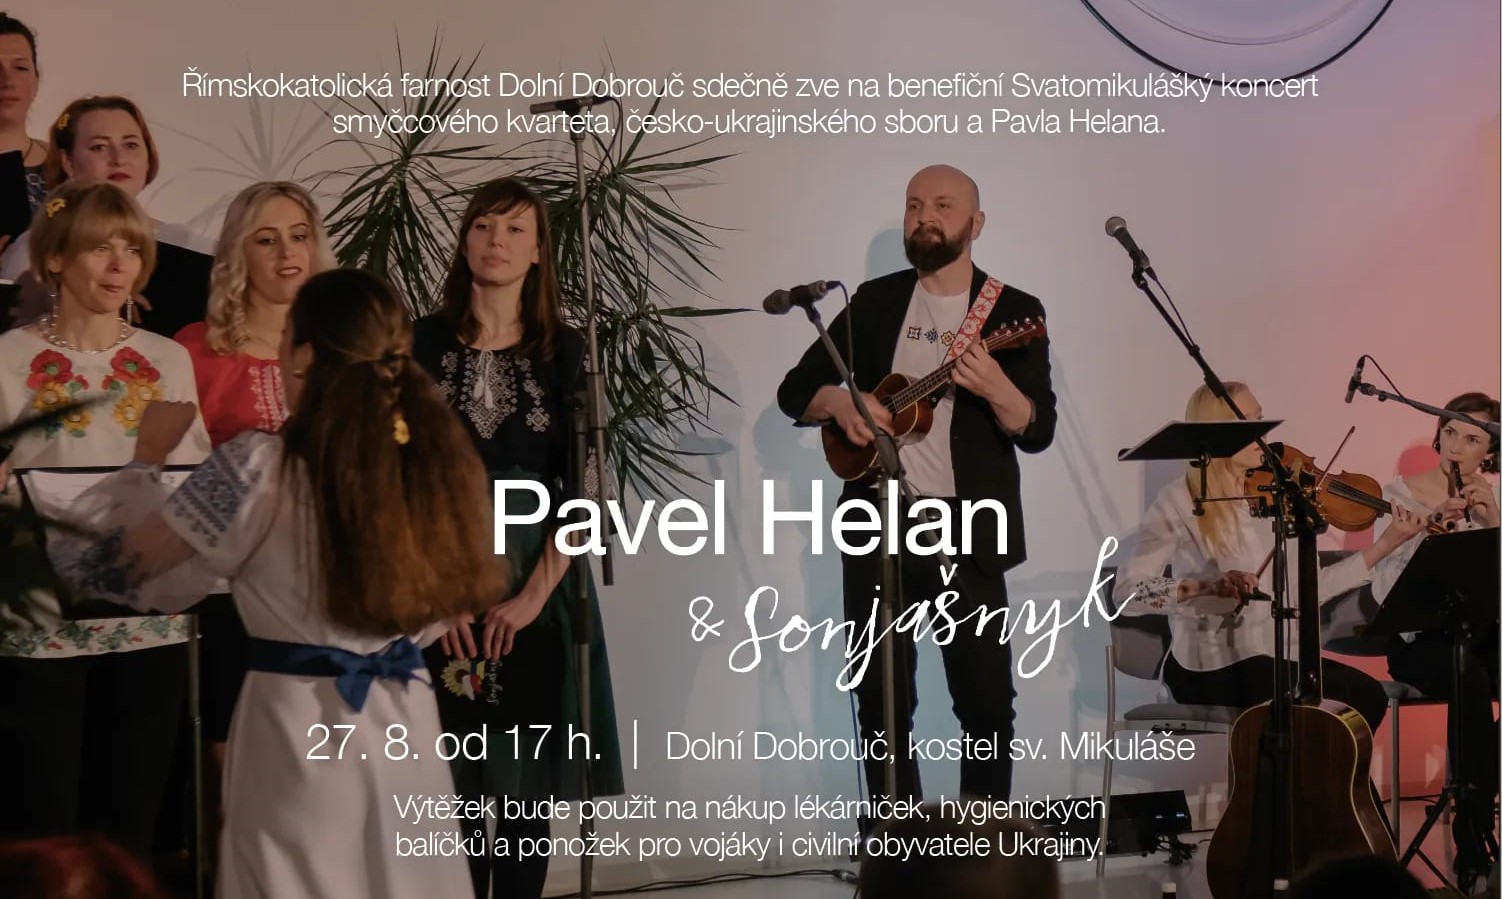 Římskokatolická farnost Dolní Dobrouč sdečně zve na benefiční Svatomikulášký koncert
smyčcového kvarteta, česko-ukrajinského sboru a Pavla Helana.
Pavel Helan
& Sonjašnyk
27. 8. od 17 h. | Dolní Dobrouč, kostel sv. Mikuláše
Výtěžek bude použit na nákup lékárniček, hygienických
balíčků a ponožek pro vojáky i civilní obyvatele Ukrajiny.